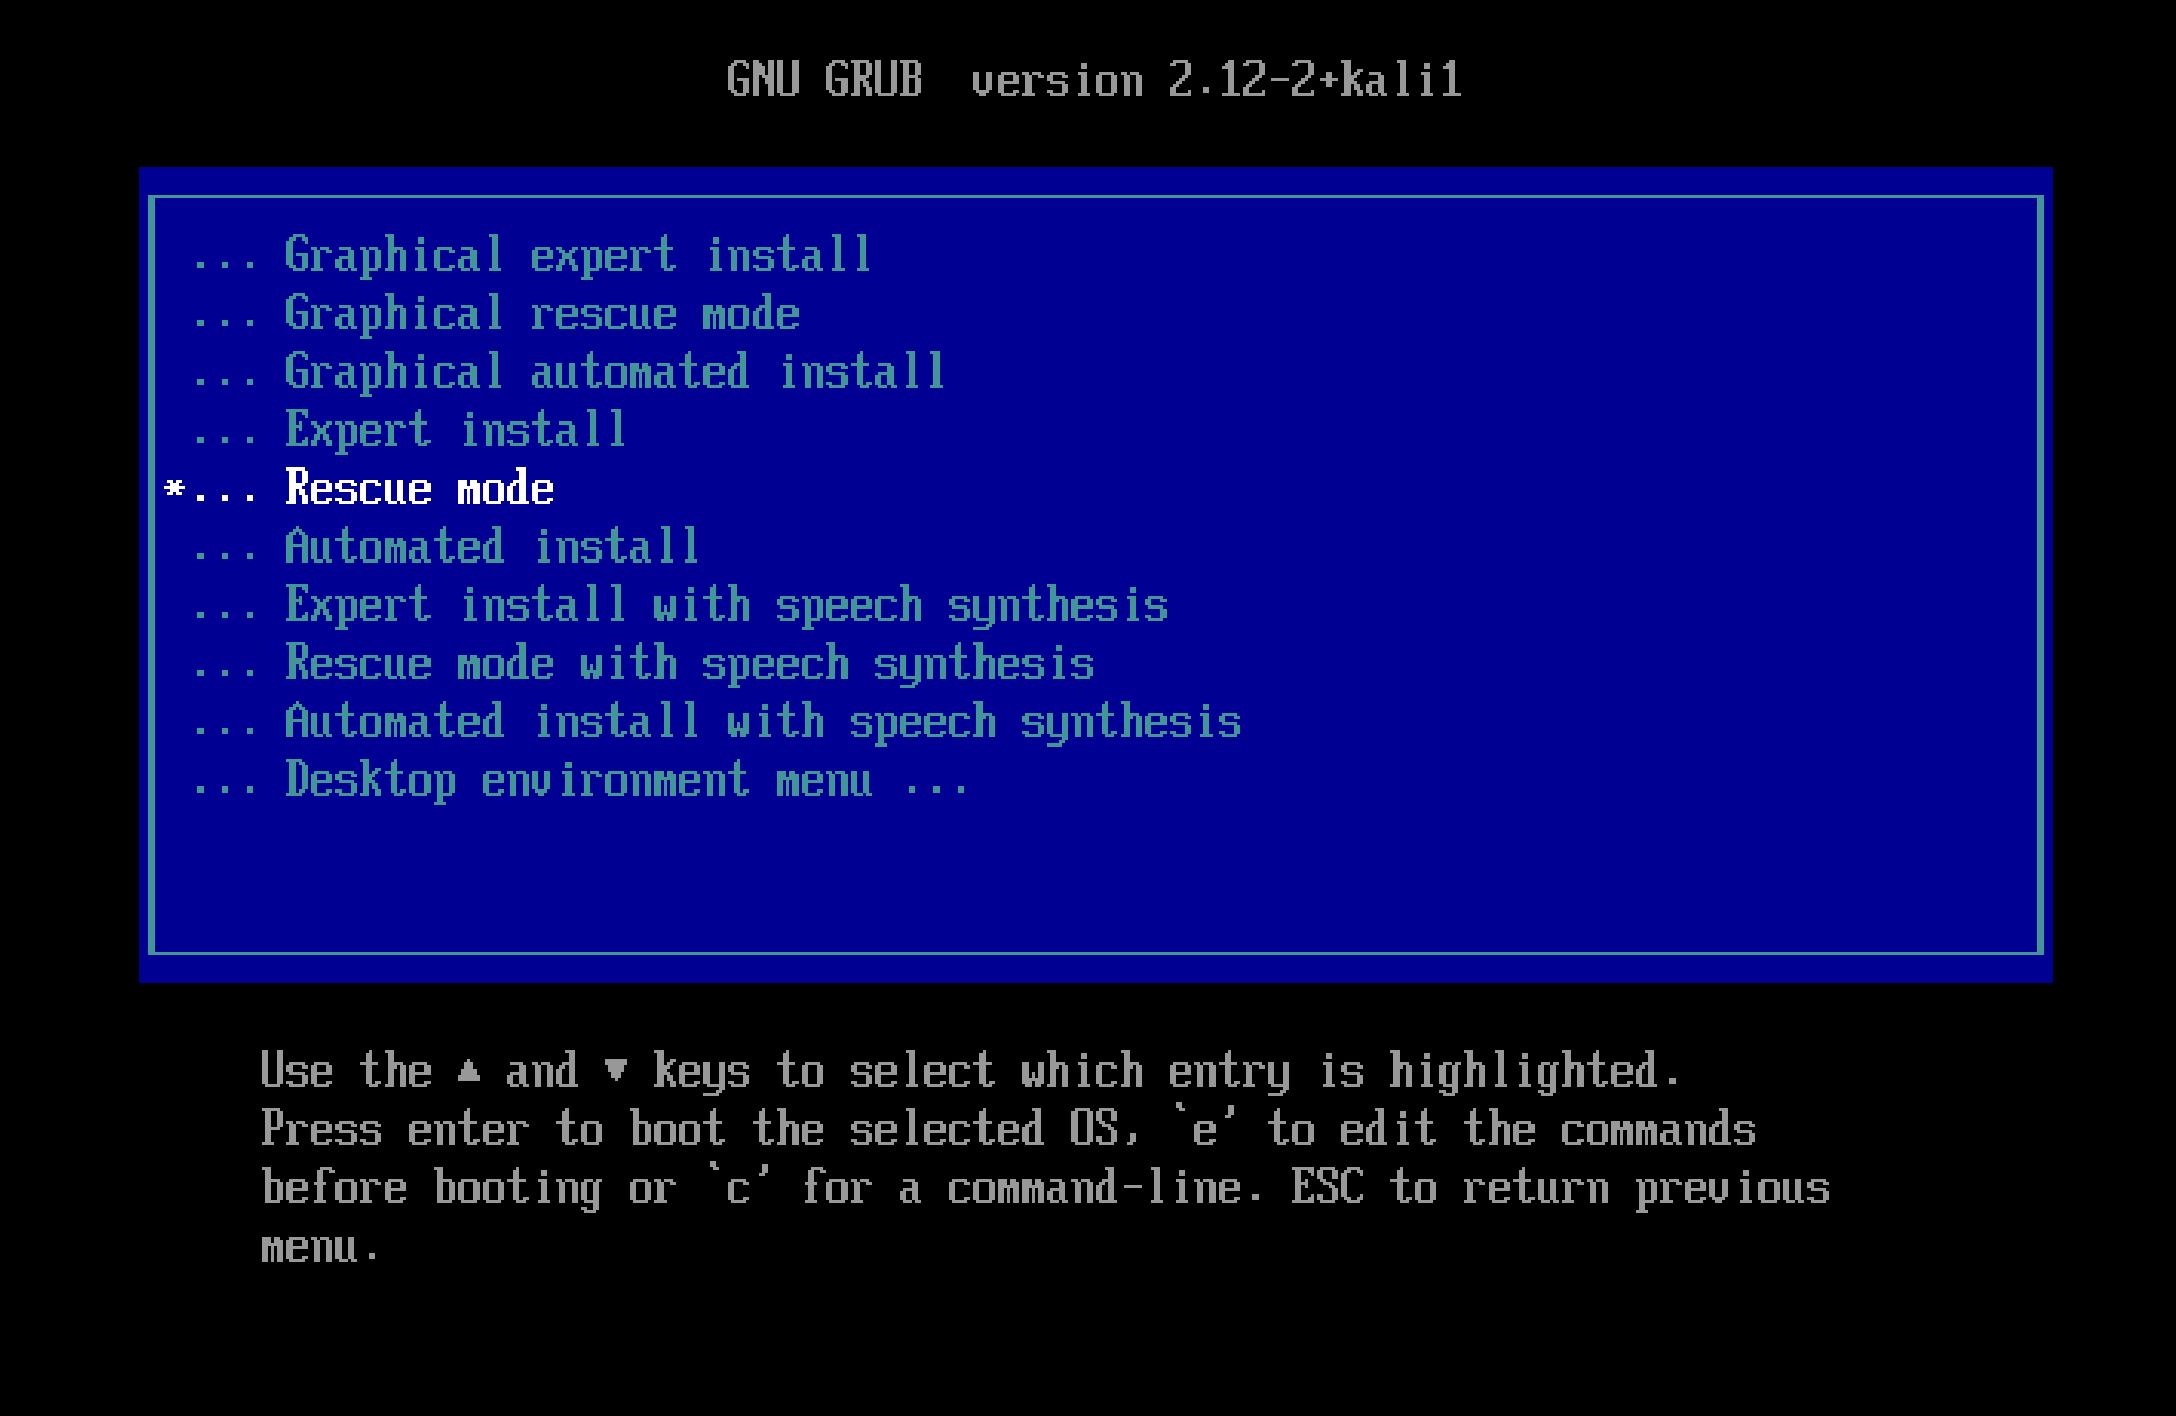 GNU GRUB  version 2.12-2+kali1
... Graphical expert install
... Graphical rescue mode
... Graphical automated install
... Expert install
*... Rescue mode
... Automated install
... Expert install with speech synthesis
... Rescue mode with speech synthesis
... Automated install with speech synthesis
... Desktop environment menu ...
Use the ▲ and ▼ keys to select which entry is highlighted.
Press enter to boot the selected OS, `e' to edit the commands
before booting or `c' for a command-line. ESC to return previous
menu.